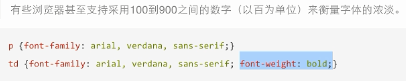 有些浏览器甚至支持采用100到900之间的数字（以百为单位）来衡量字体的浓淡。
p {font-family: arial, verdana, sans-serif;}
td {font-family: arial, verdana, sans-serif; font-weight: bold;}